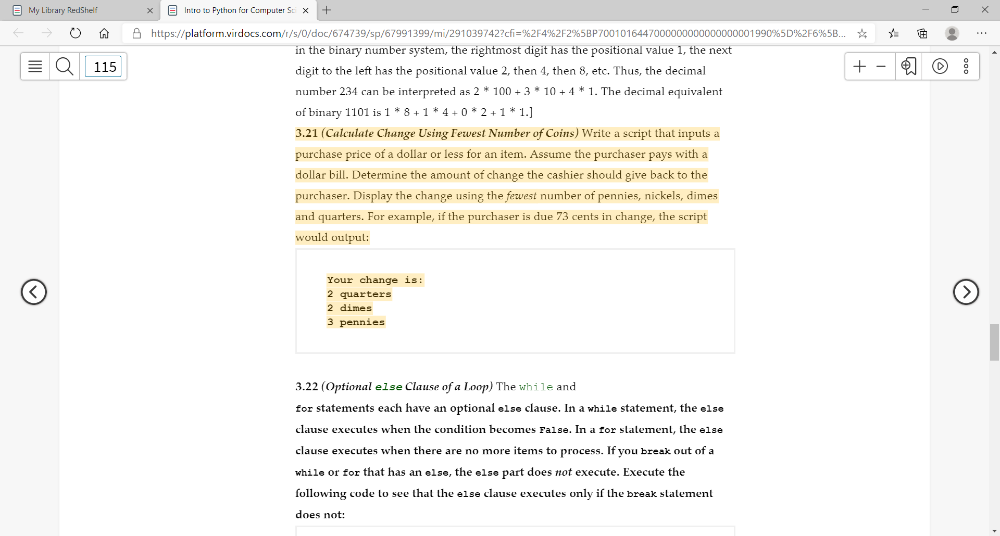 My Library RedShelf
Intro to Python for Computer Sci
https://platform.virdocs.com/r/s/0/doc/674739/sp/67991399/mi/291039742?cfi=%2F4%2F2%5BP7001016447000000000000000001990%5D%2F6%5B...
115
in the binary number system, the rightmost digit has the positional value 1, the next
digit to the left has the positional value 2, then 4, then 8, etc. Thus, the decimal
number 234 can be interpreted as 2 * 100 + 3 * 10 + 4 * 1. The decimal equivalent
of binary 1101 is 1 * 8 + 1 * 4 + 0 * 2 + 1 * 1.]
3.21 (Calculate Change Using Fewest Number of Coins) Write a script that inputs a
purchase price of a dollar or less for an item. Assume the purchaser pays with a
dollar bill. Determine the amount of change the cashier should give back to the
purchaser. Display the change using the fewest number of pennies, nickels, dimes
and quarters. For example, if the purchaser is due 73 cents in change, the script
would output:
Your change is:
2 quarters
2 dimes
3 pennies
3.22 (Optional else Clause of a Loop) The while and
for statements each have an optional else clause. In a while statement, the else
clause executes when the condition becomes False. In a for statement, the else
clause executes when there are no more items to process. If you break out of a
while or for that has an else, the else part does not execute. Execute the
following code to see that the else clause executes only if the break statement
does not: